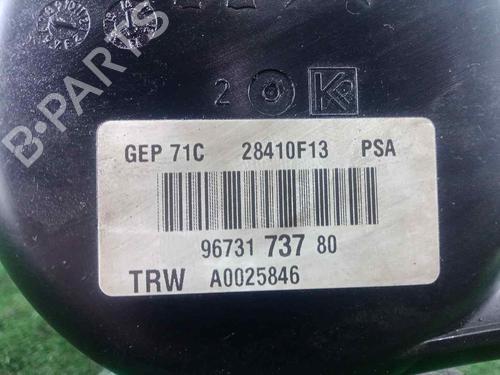 2 K
GEP 71C 28410F13 PSA
96731 737 80
TRW A0025846
B-PARTS